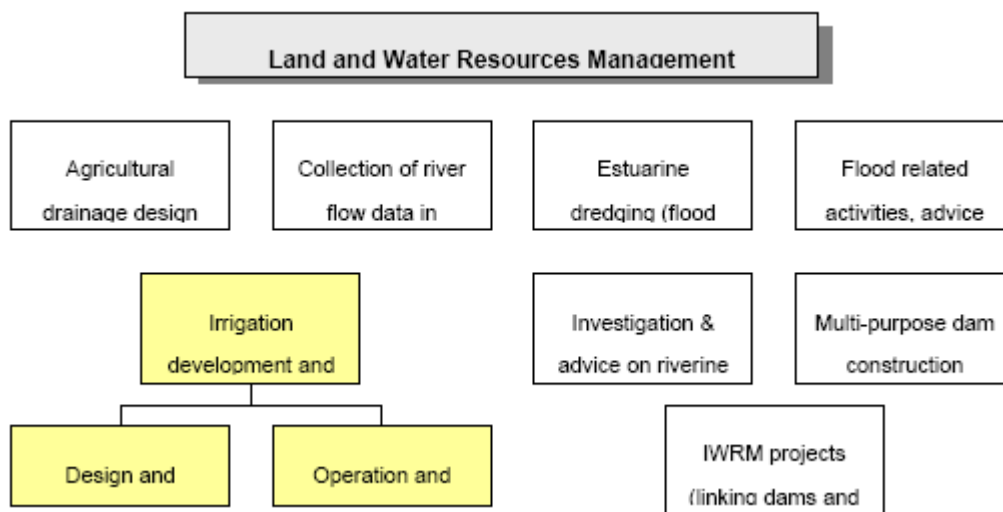 Land and Water Resources Management
Agricultural
drainage design
Collection of river
flow data in
Estuarine
dredging (flood
Flood related
activities, advice
Irrigation
development and
Investigation &
advice on riverine
Multi-purpose dam
construction
Design and
Operation and
IWRM projects
(linking dams and